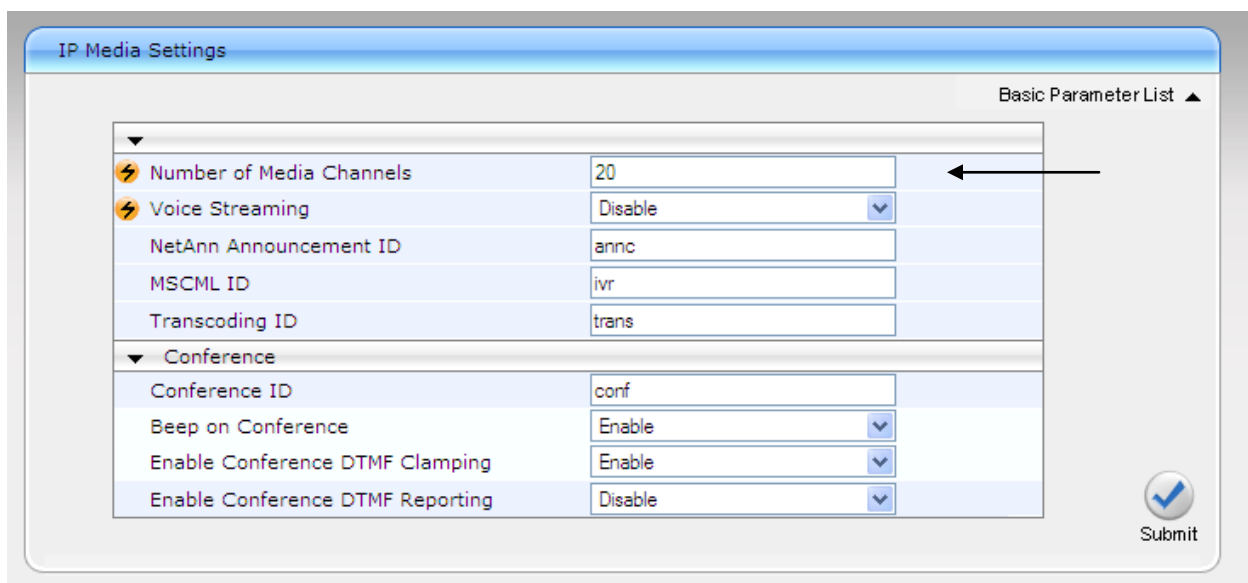 IP Media Settings
Basic Parameter List
Number of Media Channels 20
Voice Streaming Disable
NetAnn Announcement ID annc
MSCML ID ivr
Transcoding ID trans
Conference
Conference ID conf
Beep on Conference Enable
Enable Conference DTMF Clamping Enable
Enable Conference DTMF Reporting Disable
Submit